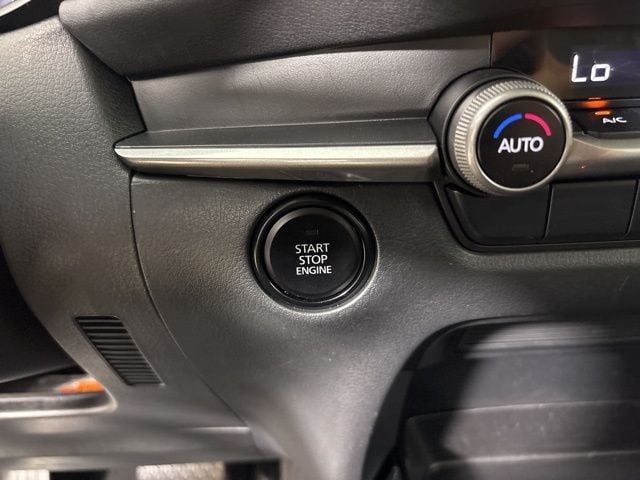 Lo
A/C
AUTO
START
STOP
ENGINE